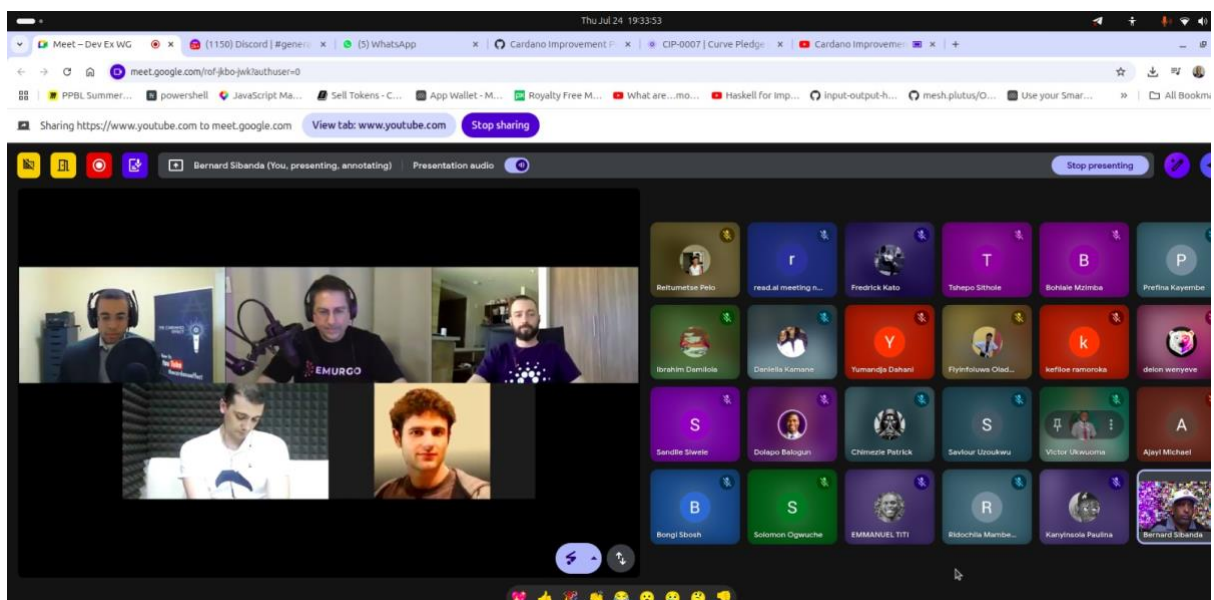 Thu Jul 24 19:33:53
Meet – Dev Ex WG
(1150) Discord | #gener
(5) WhatsApp
Cardano Improvement P
CIP-0007 | Curve Pledge
Cardano Improvemen
meet.google.com/rof-jkbo-jwk?authuser=0
PPBL Summer...
powershell
JavaScript Ma...
Sell Tokens - C...
App Wallet - M...
Royalty Free M...
What are...mo...
Haskell for Imp...
input-output-h...
mesh.plutus/O...
Use your Smar...
»
All Bookma
Sharing https://www.youtube.com to meet.google.com
View tab: www.youtube.com
Stop sharing
Bernard Sibanda (You, presenting, annotating)
Presentation audio
Stop presenting
EMURGO
Reitumetse Pelo
r
read.ai meeting n...
Fredrick Kato
T
Tshepo Sithole
B
Bohlale Mzimba
P
Prefina Kayembe
Ibrahim Damilola
Daniella Kamane
Y
Yumandja Dahani
Fiyinfoluwa Olad...
k
kefiloe ramoroka
delon wenyeve
S
Sandile Siwele
Dolapo Balogun
Chimezie Patrick
S
Saviour Uzoukwu
Victor Ukwuoma
A
Ajayi Michael
B
Bongi Sbosh
S
Solomon Ogwuche
EMMANUEL TITI
R
Ridochila Mambe...
Kanyinsola Paulina
Bernard Sibanda